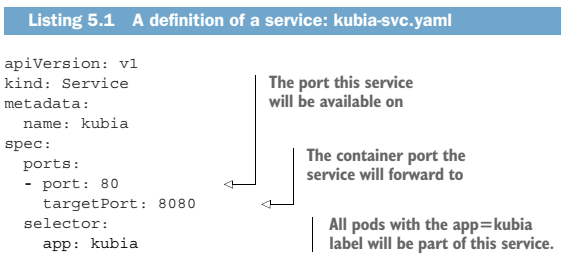 Listing 5.1 A definition of a service: kubia-svc.yaml
apiVersion: v1
kind: Service
metadata:
  name: kubia
spec:
  ports:
  - port: 80
    targetPort: 8080
  selector:
    app: kubia
The port this service
will be available on
The container port the
service will forward to
All pods with the app=kubia
label will be part of this service.